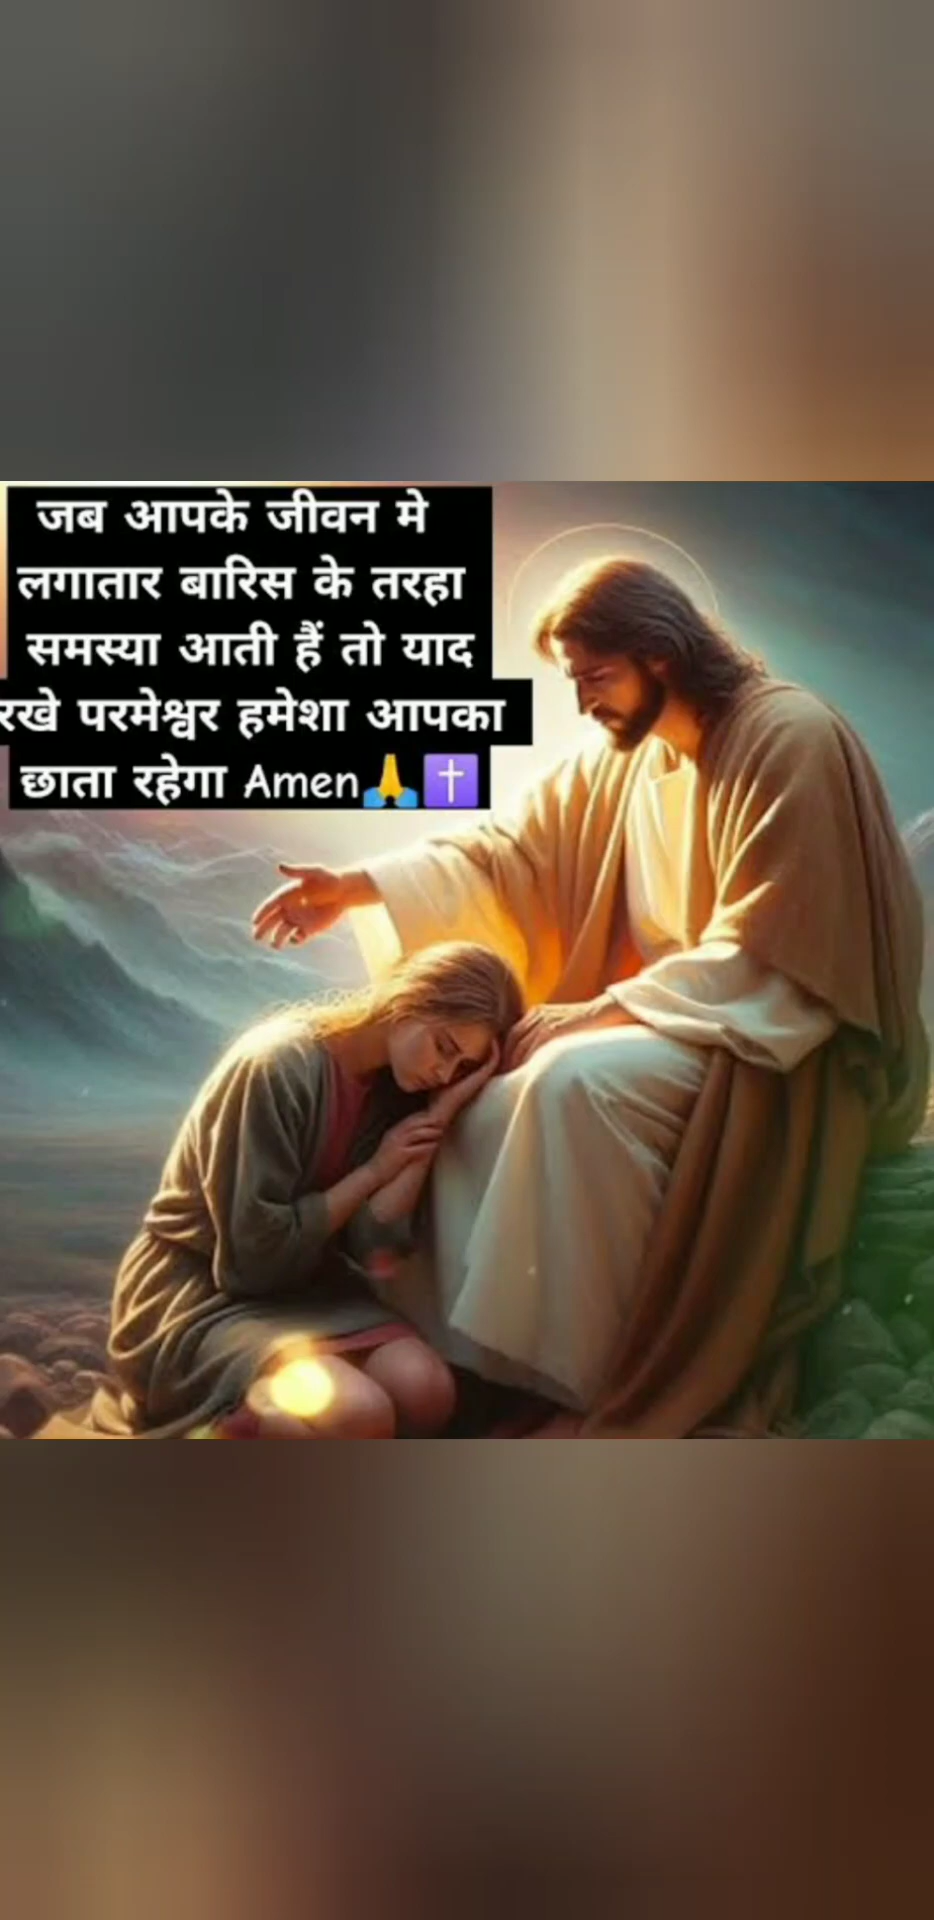 जब आपके जीवन मे
लगातार बारिस के तरहा
समस्या आती हैं तो याद
रखे परमेश्वर हमेशा आपका
छाता रहेगा Amen🙏✝️